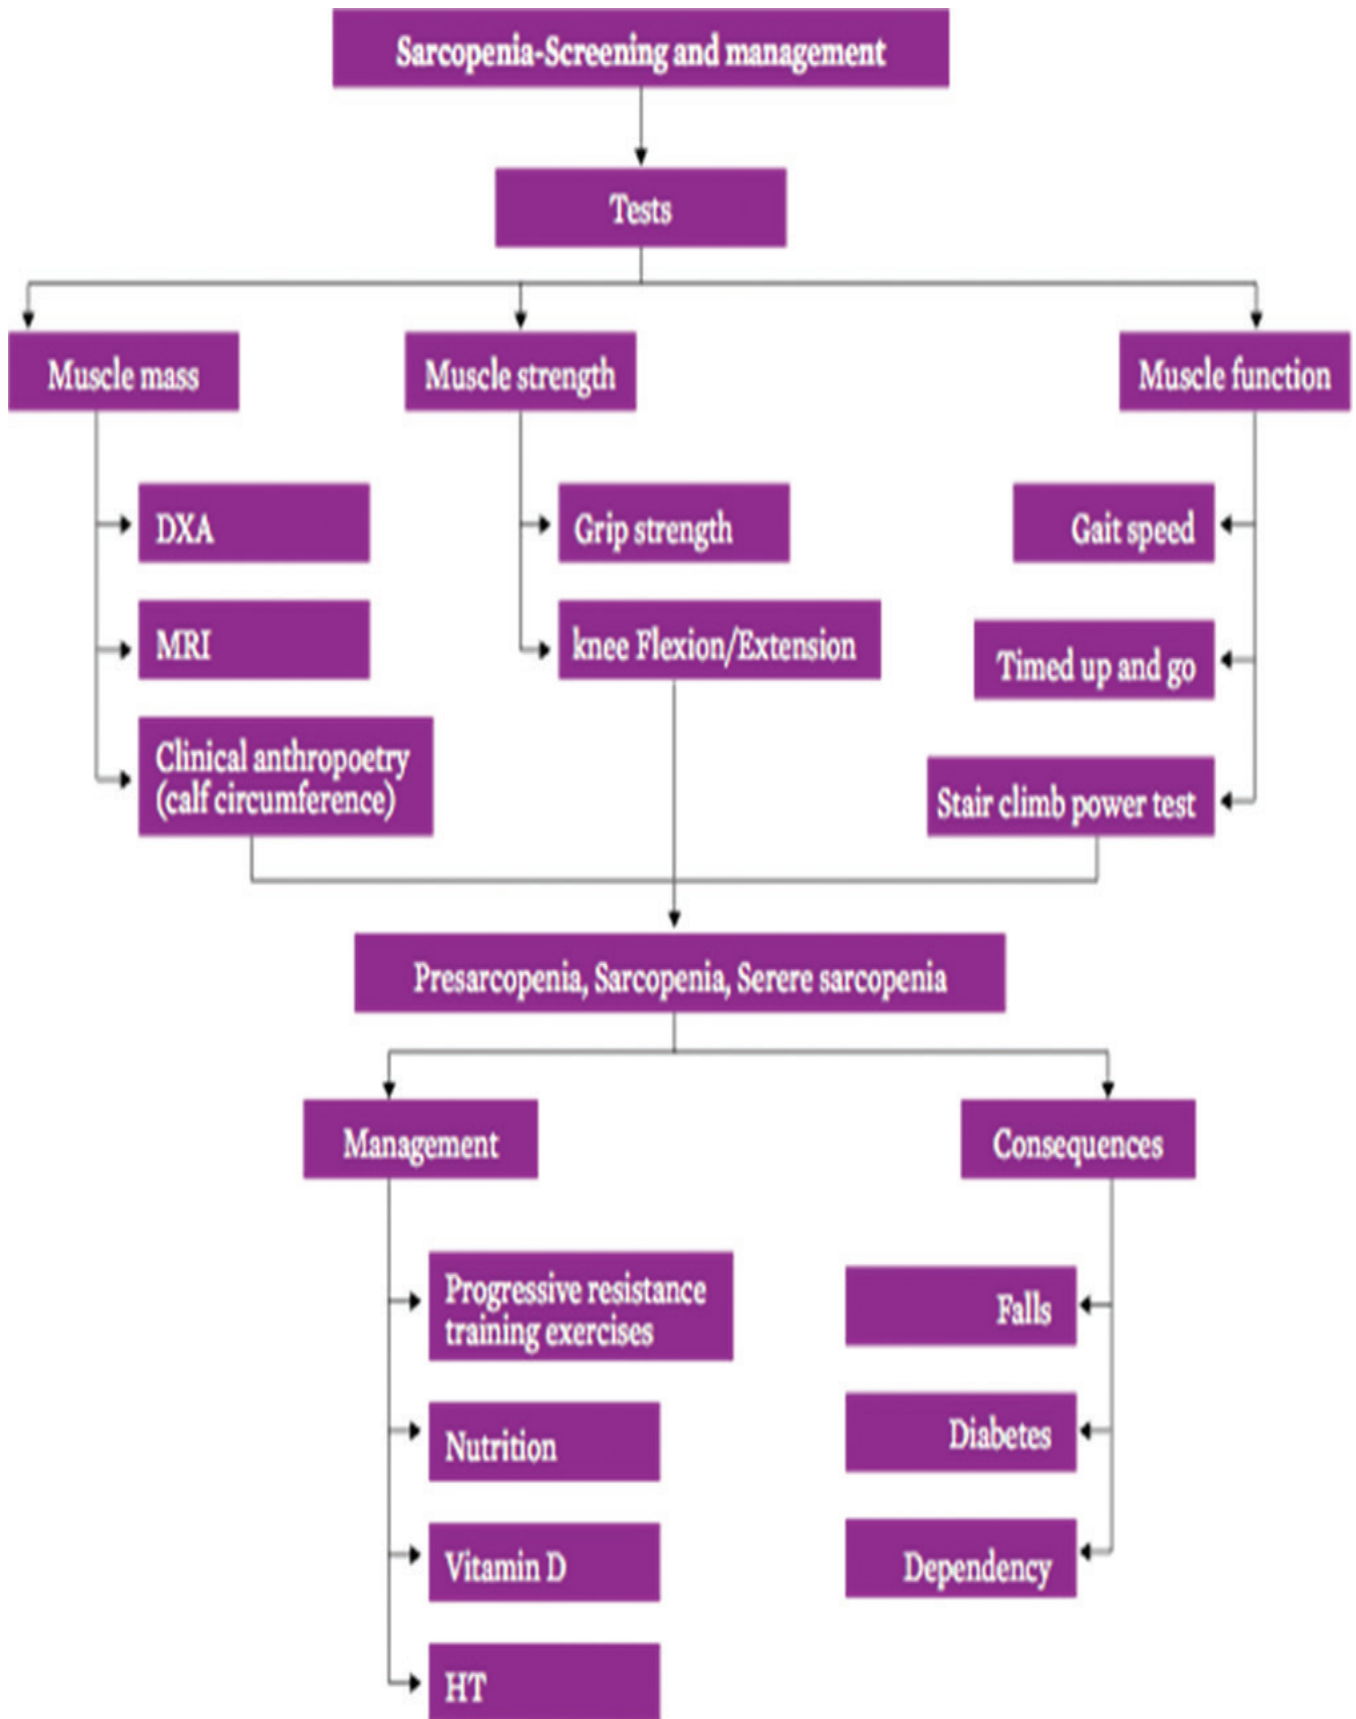 Sarcopenia-Screening and management
Tests
Muscle mass
Muscle strength
Muscle function
DXA
Grip strength
Gait speed
MRI
knee Flexion/Extension
Timed up and go
Clinical anthropoetry
(calf circumference)
Stair climb power test
Presarcopenia, Sarcopenia, Serere sarcopenia
Management
Consequences
Progressive resistance
training exercises
Falls
Nutrition
Diabetes
Vitamin D
Dependency
HT